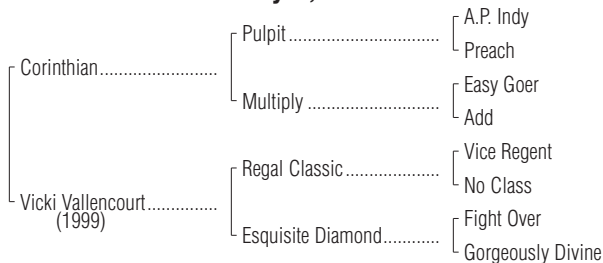 A.P. Indy
Pulpit
Preach
Corinthian
Easy Goer
Multiply
Add
Vice Regent
Regal Classic
No Class
Vicki Vallencourt
(1999)
Fight Over
Esquisite Diamond
Gorgeously Divine